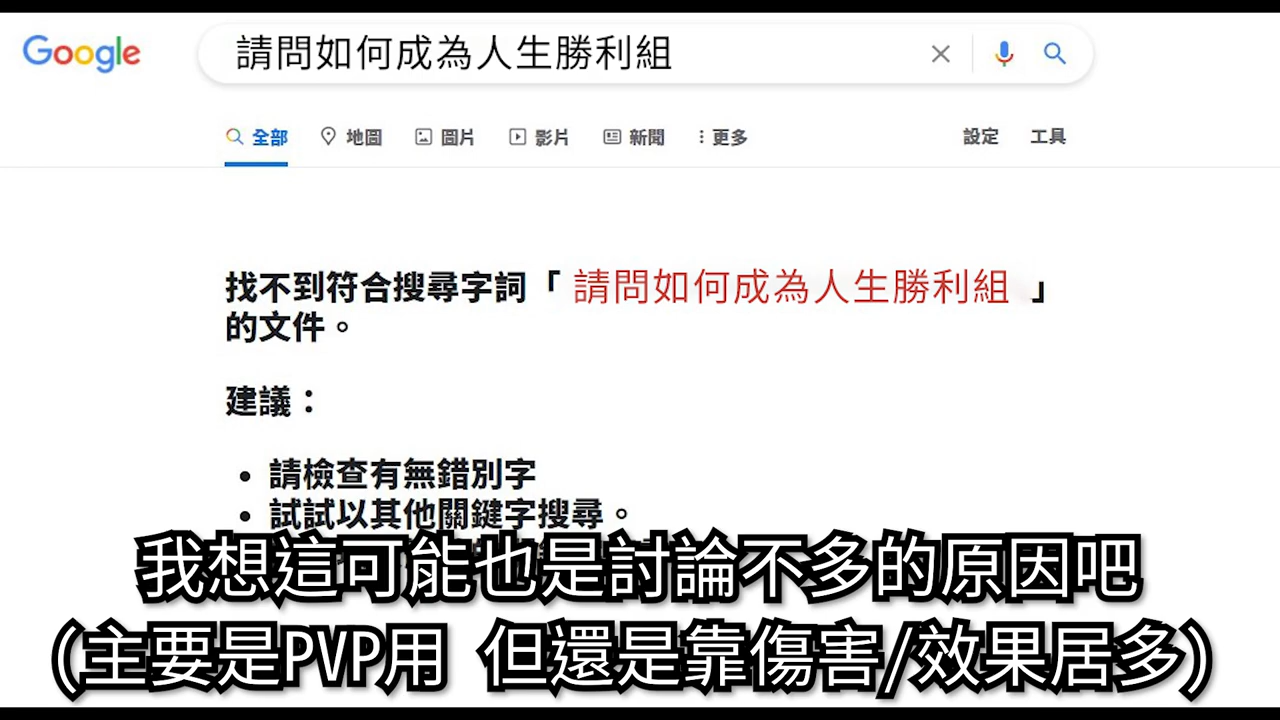 Google
請問如何成為人生勝利組
全部 地圖 圖片 影片 新聞 更多 設定 工具
找不到符合搜尋字詞「 請問如何成為人生勝利組 」
的文件。
建議：
請檢查有無錯別字
試試以其他關鍵字搜尋。
我想這可能也是討論不多的原因吧
(主要是PVP用 但還是靠傷害/效果居多)